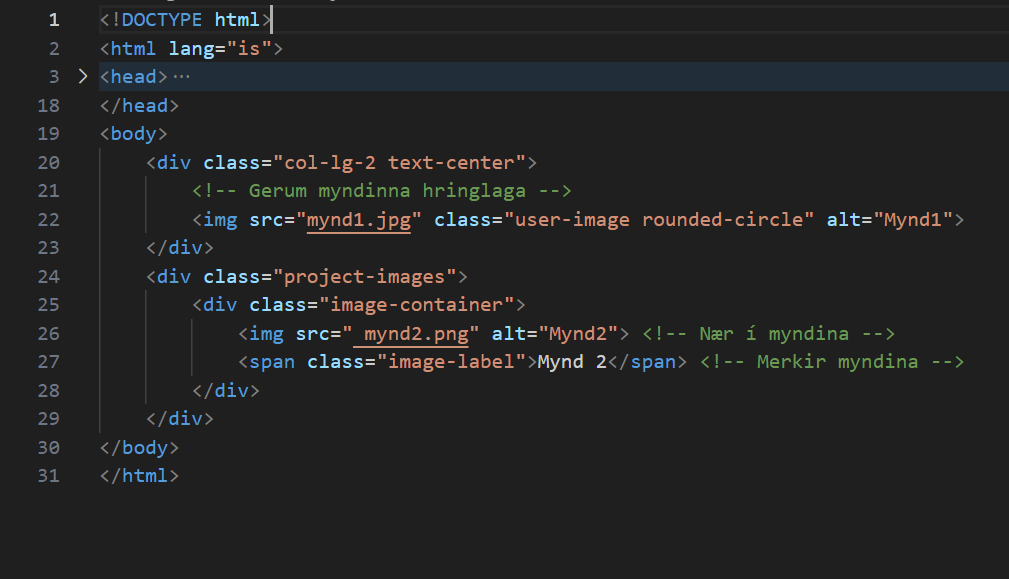 1 <!DOCTYPE html>
2 <html lang="is">
3 <head>···
18 </head>
19 <body>
20     <div class="col-lg-2 text-center">
21         <!-- Gerum myndinna hringlaga -->
22         <img src="mynd1.jpg" class="user-image rounded-circle" alt="Mynd1">
23     </div>
24     <div class="project-images">
25         <div class="image-container">
26             <img src=" mynd2.png" alt="Mynd2"> <!-- Nær í myndina -->
27             <span class="image-label">Mynd 2</span> <!-- Merkir myndina -->
28         </div>
29     </div>
30 </body>
31 </html>